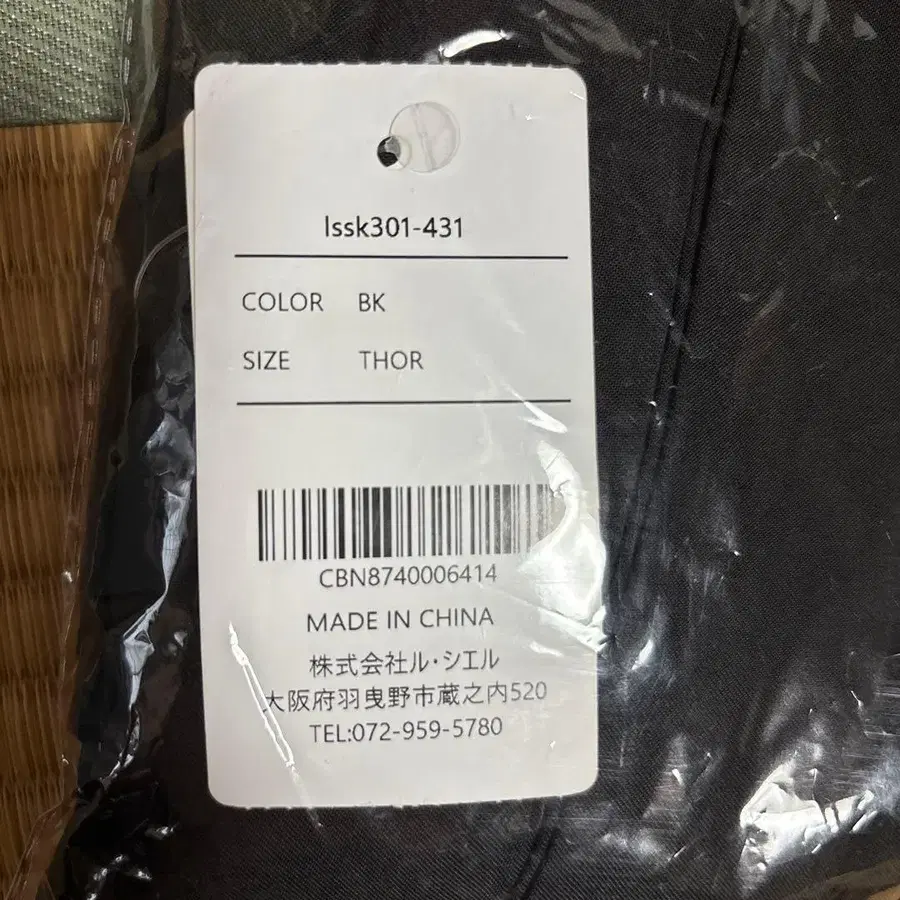 lssk301-431
COLOR BK
SIZE THOR
CBN8740006414
MADE IN CHINA
株式会社ル・シエル
大阪府羽曳野市蔵之内520
TEL:072-959-5780